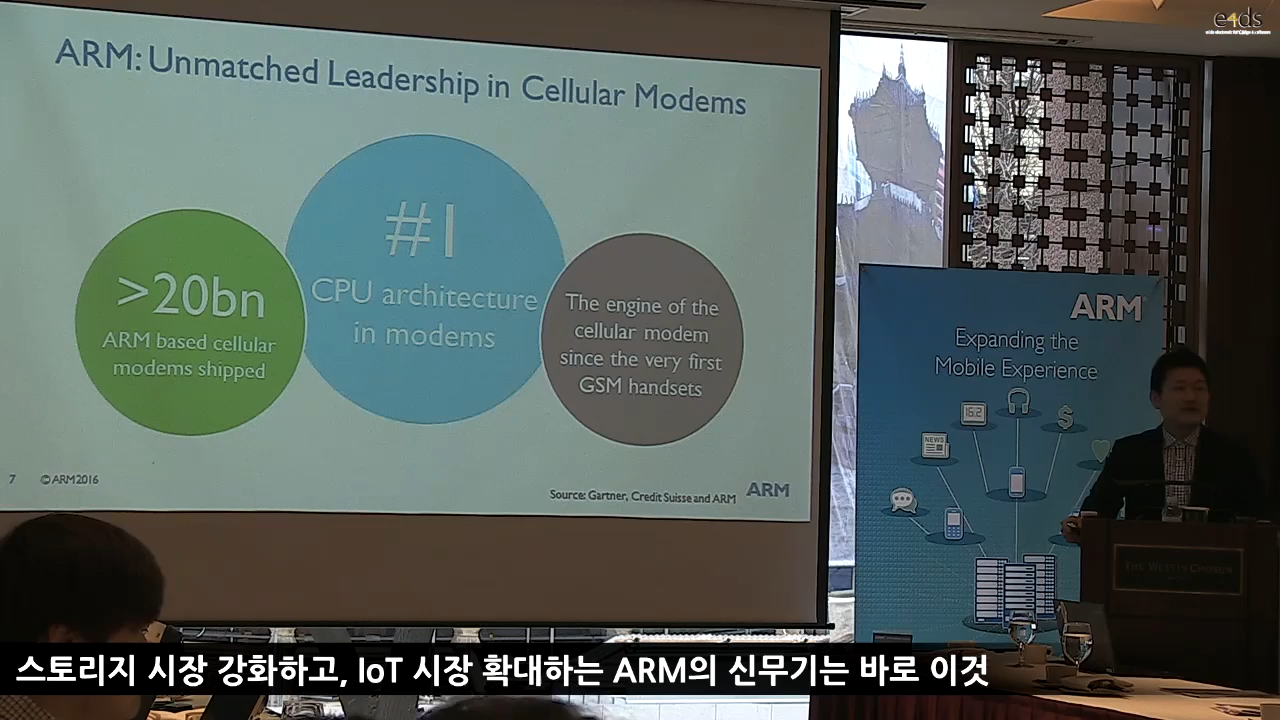 e4ds
ARM: Unmatched Leadership in Cellular Modems
>20bn
ARM based cellular
modems shipped
#1
CPU architecture
in modems
The engine of the
cellular modem
since the very first
GSM handsets
7 ©ARM2016
Source: Gartner, Credit Suisse and ARM
ARM
ARM
Expanding the
Mobile Experience
NEWS
$
THE WESTIN CHOSUN
스토리지 시장 강화하고, IoT 시장 확대하는 ARM의 신무기는 바로 이것